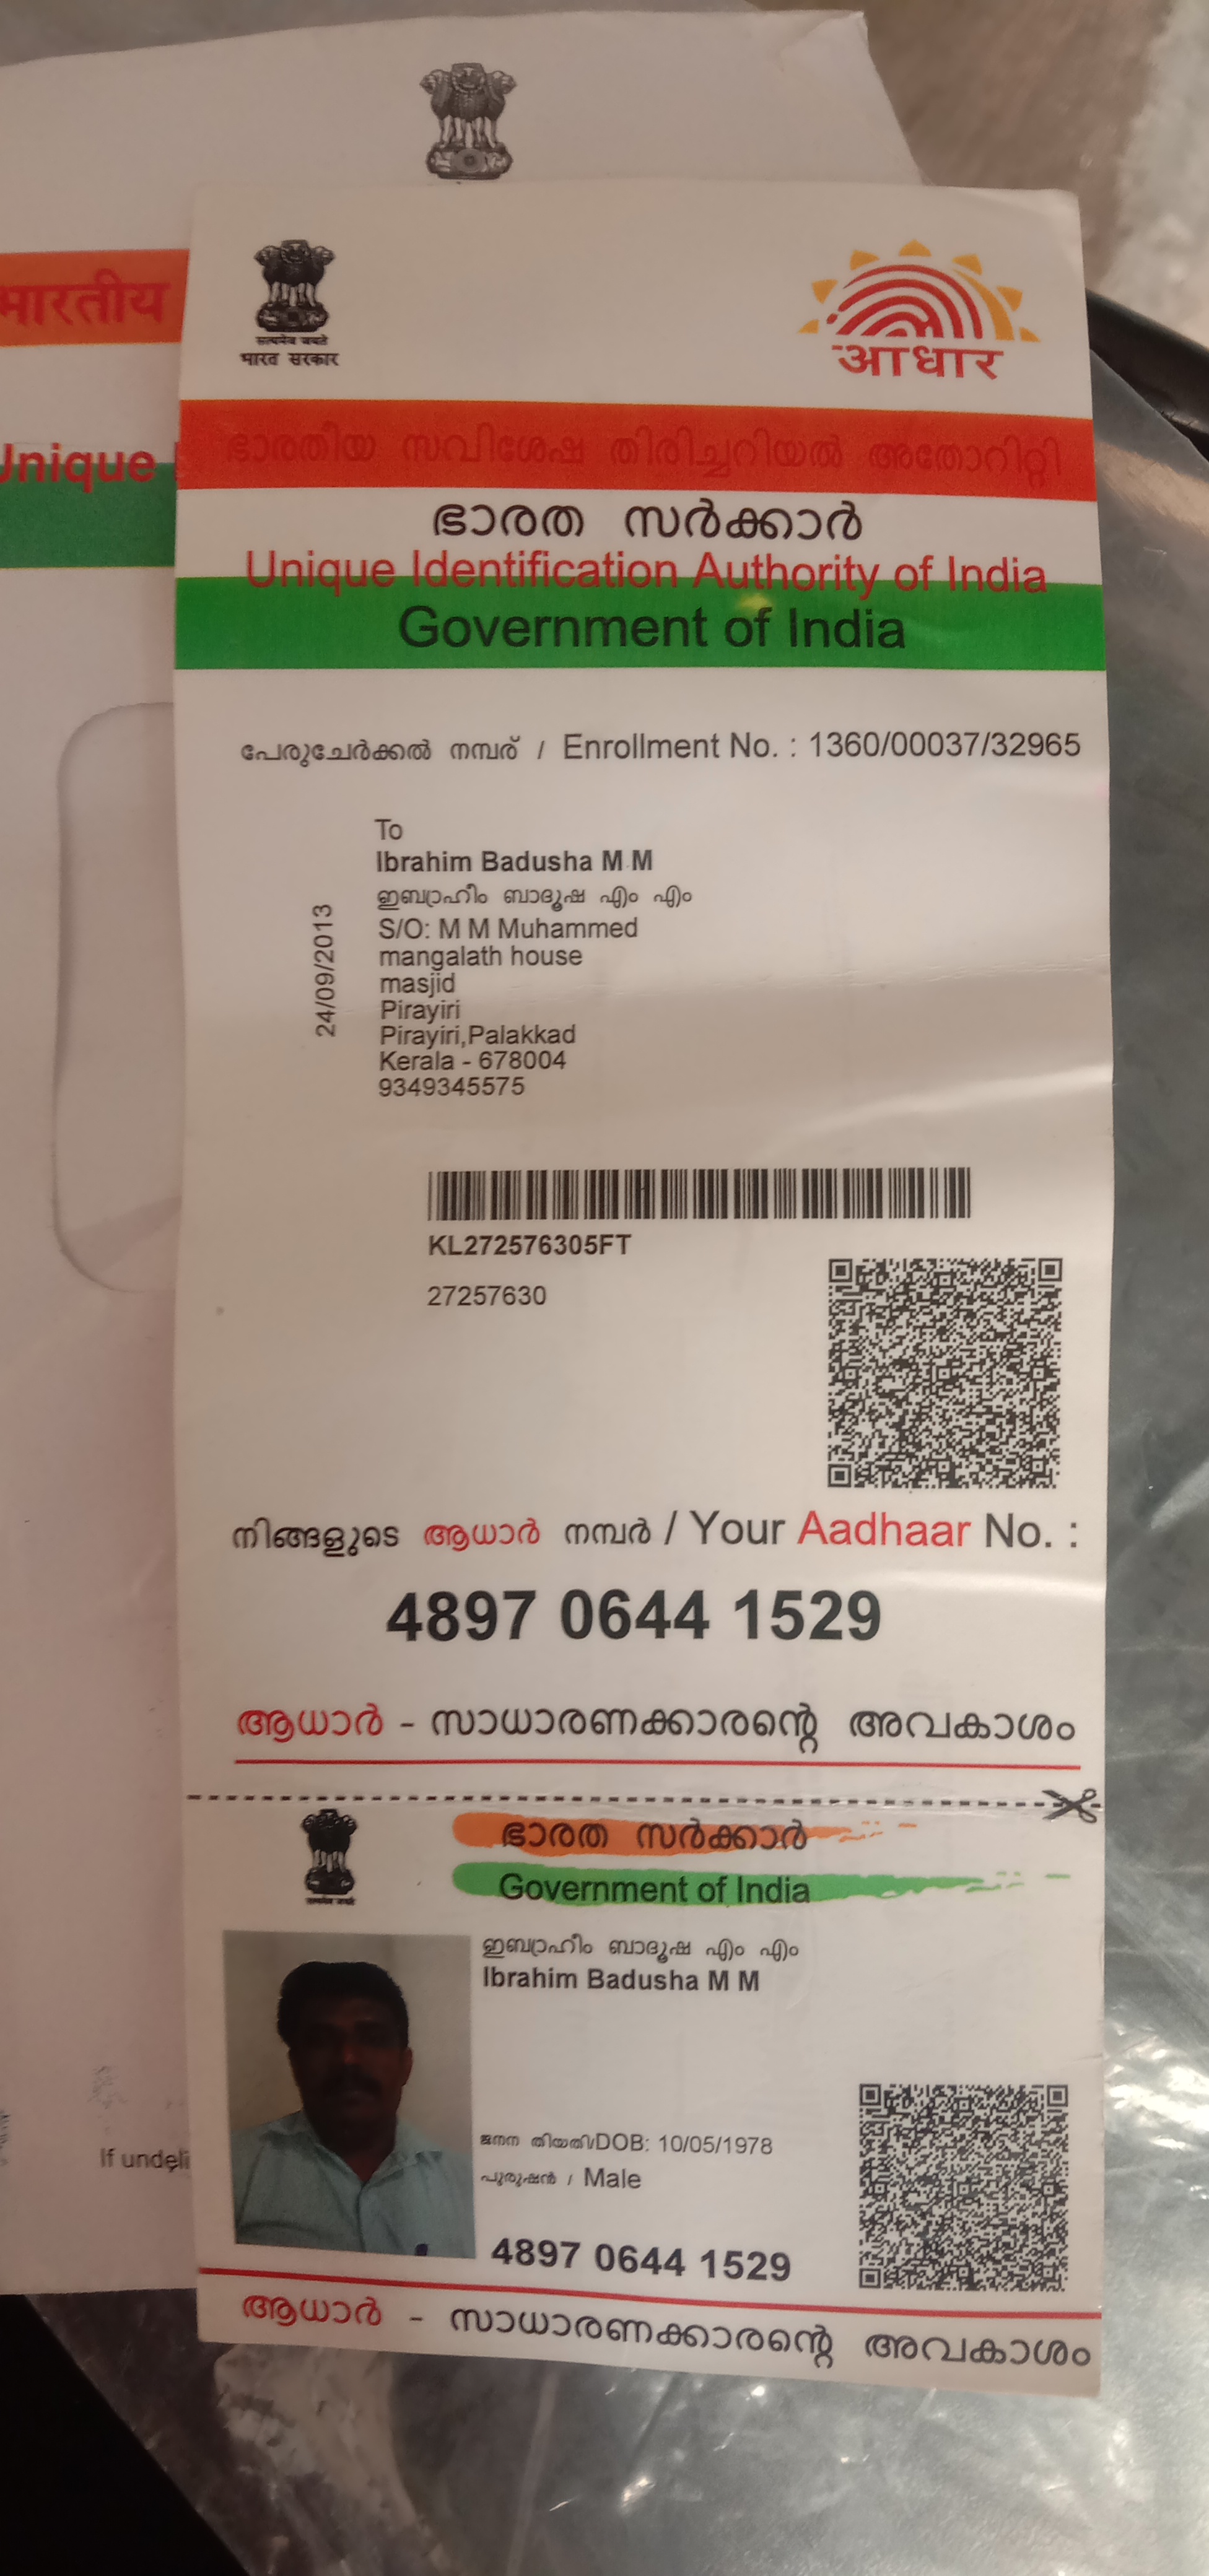 भारतीय
Unique
If undeli
सत्यमेव जयते
भारत सरकार
आधार
ഭാരതീയ സവിശേഷ തിരിച്ചറിയൽ അതോറിറ്റി
ഭാരത സർക്കാർ
Unique Identification Authority of India
Government of India
പേരുചേർക്കൽ നമ്പര് / Enrollment No. : 1360/00037/32965
To
Ibrahim Badusha M M
ഇബ്രാഹീം ബാദൂഷ എം എം
S/O: M M Muhammed
mangalath house
masjid
Pirayiri
Pirayiri,Palakkad
Kerala - 678004
9349345575
24/09/2013
KL272576305FT
27257630
നിങ്ങളുടെ ആധാർ നമ്പർ / Your Aadhaar No. :
4897 0644 1529
ആധാർ - സാധാരണക്കാരന്റെ അവകാശം
ഭാരത സർക്കാർ
Government of India
ഇബ്രാഹീം ബാദൂഷ എം എം
Ibrahim Badusha M M
ജനന തിയതി/DOB: 10/05/1978
പുരുഷൻ / Male
4897 0644 1529
ആധാർ - സാധാരണക്കാരന്റെ അവകാശം